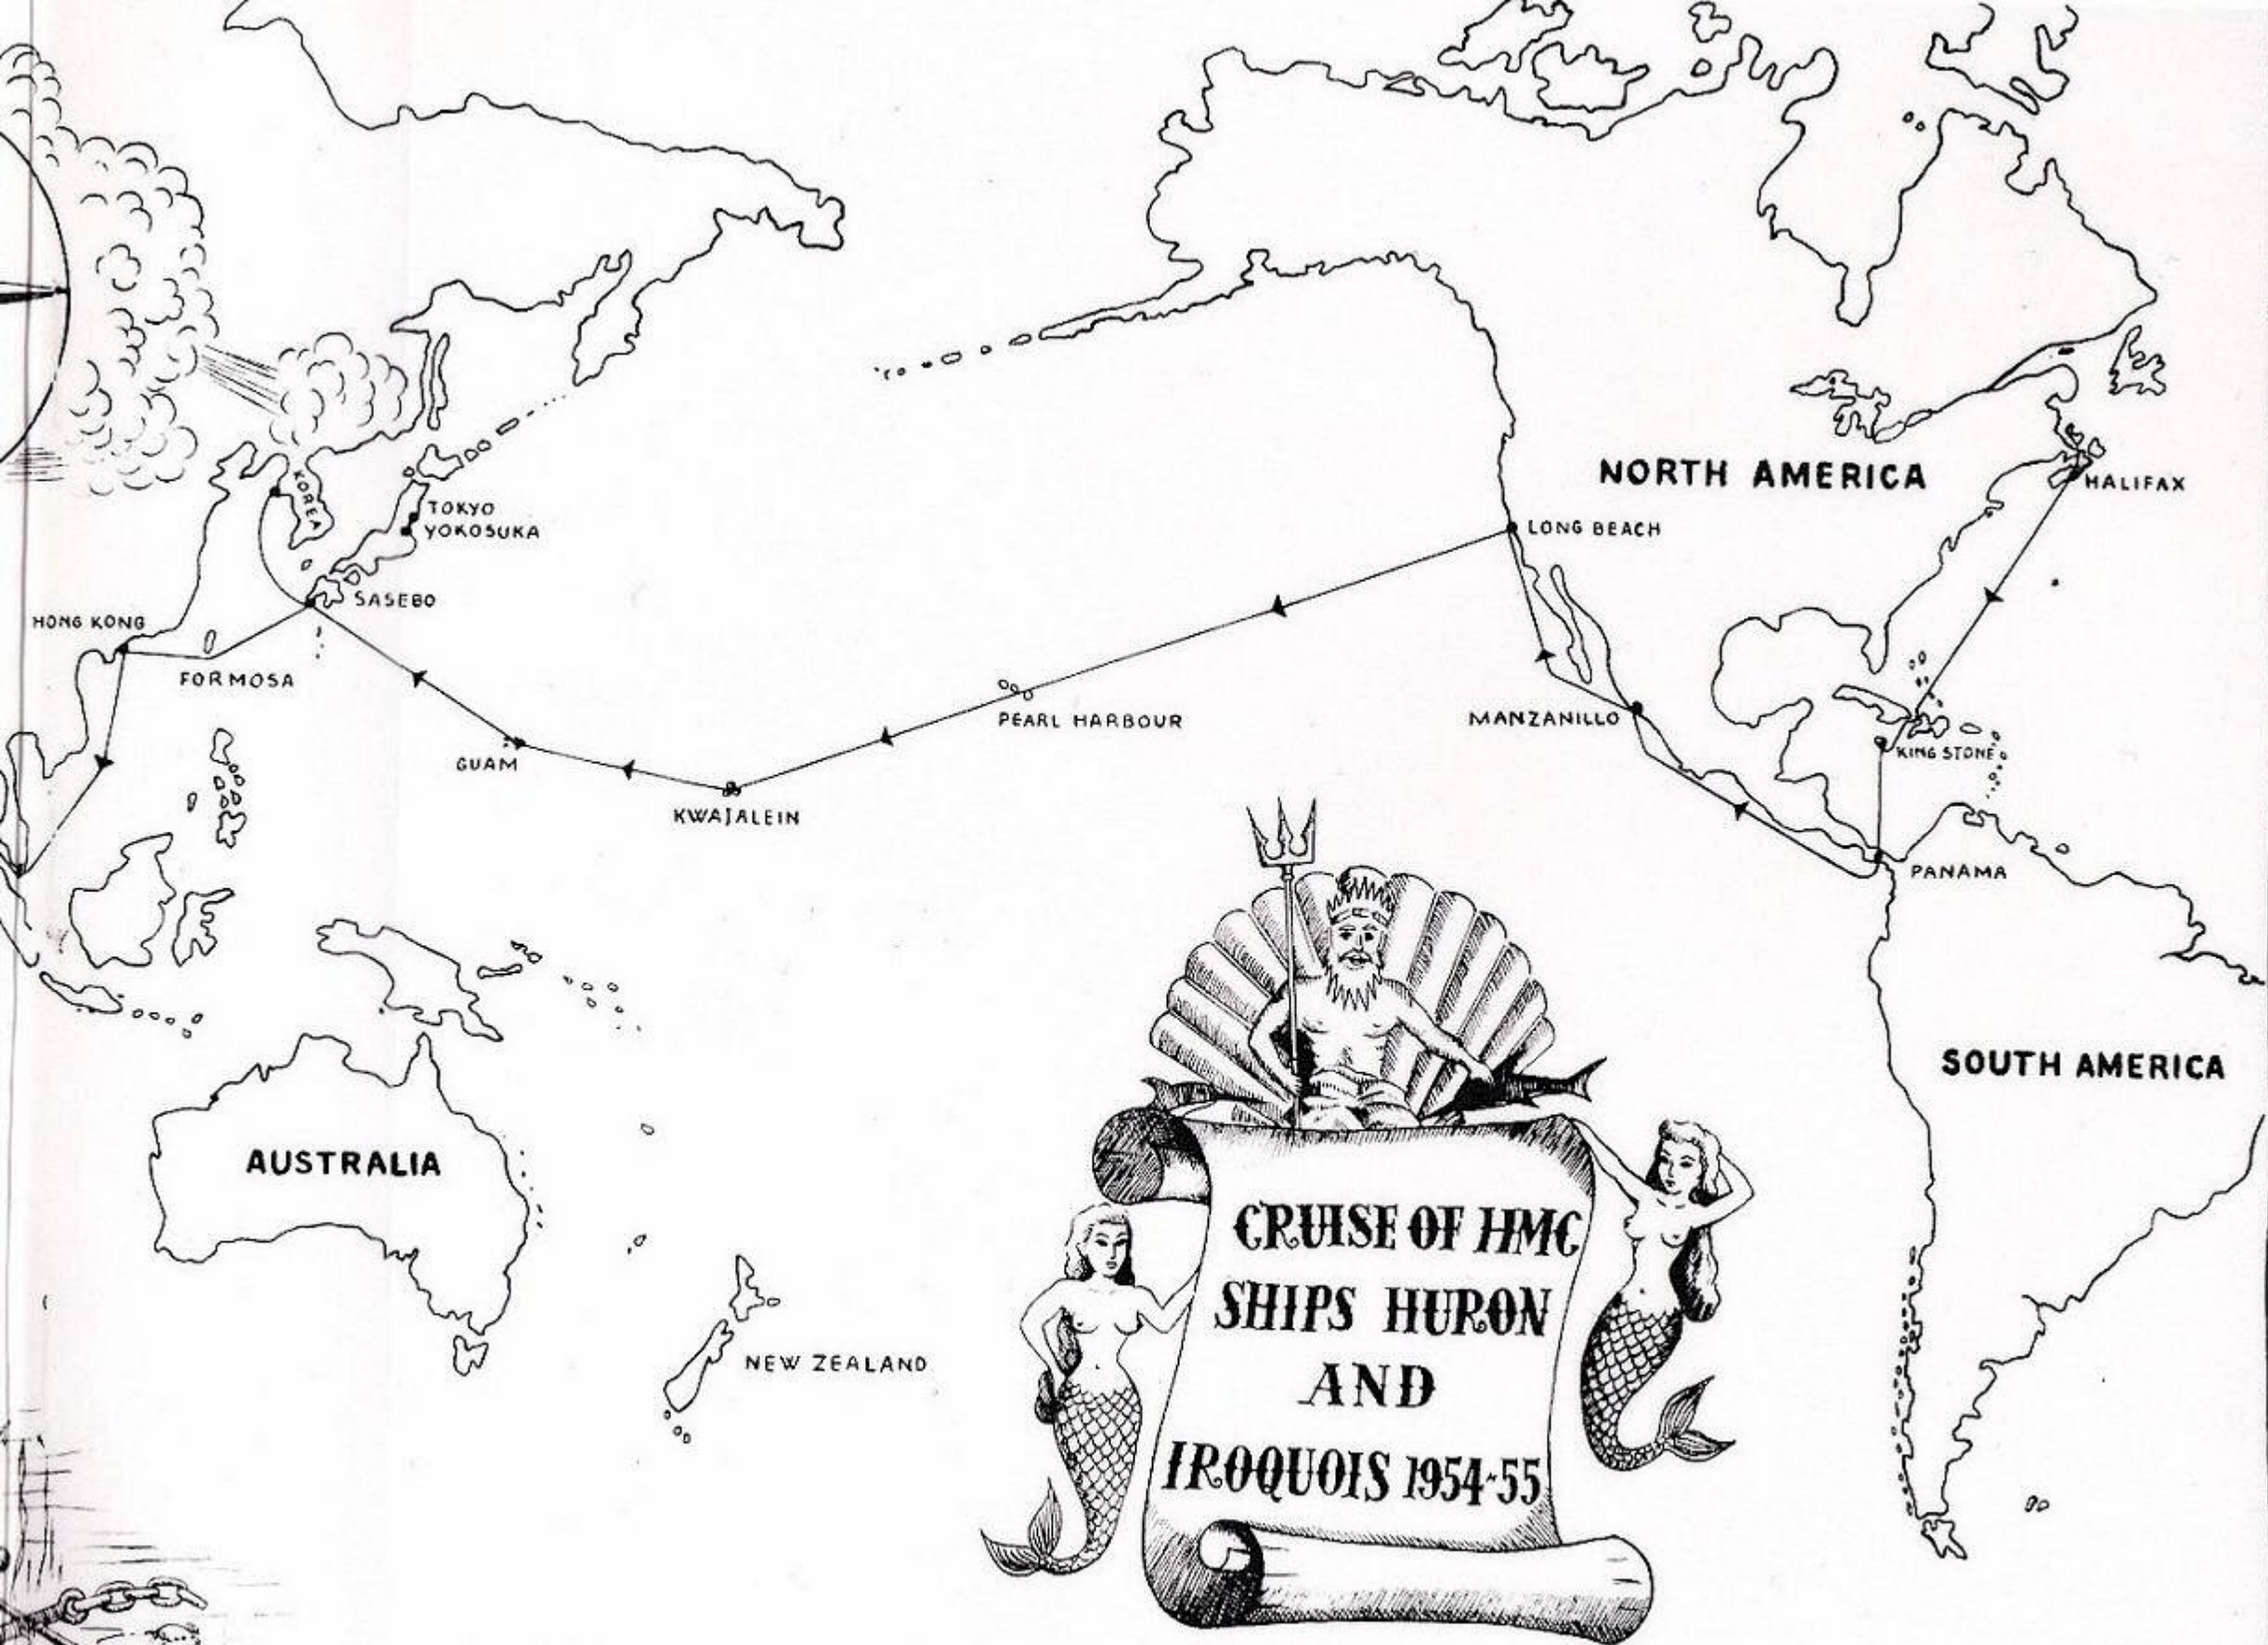 NORTH AMERICA
HALIFAX
KOREA
TOKYO
YOKOSUKA
LONG BEACH
SASEBO
HONG KONG
FORMOSA
PEARL HARBOUR
MANZANILLO
KING STONE
GUAM
KWAJALEIN
PANAMA
SOUTH AMERICA
AUSTRALIA
NEW ZEALAND
CRUISE OF HMC
SHIPS HURON
AND
IROQUOIS 1954-55